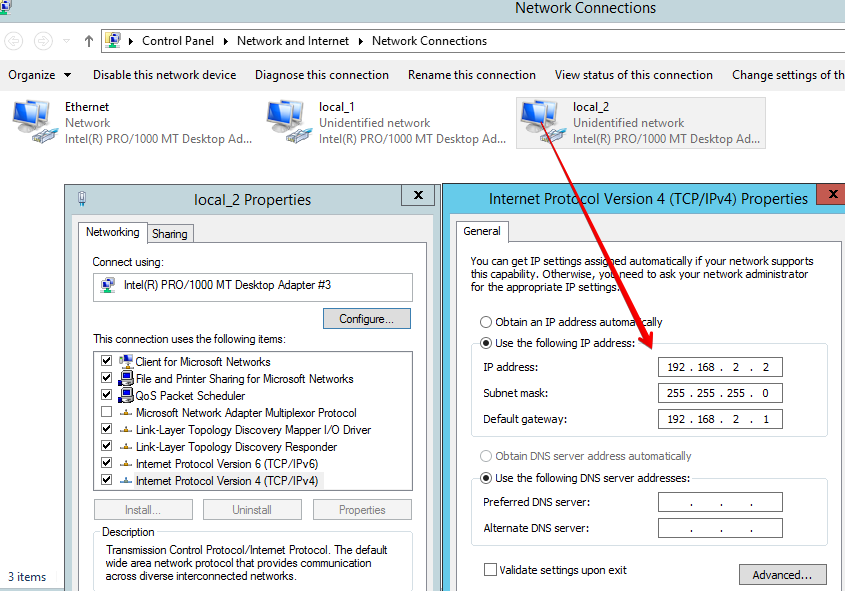 Network Connections
Control Panel
Network and Internet
Network Connections
Organize
Disable this network device
Diagnose this connection
Rename this connection
View status of this connection
Change settings of th
Ethernet
Network
Intel(R) PRO/1000 MT Desktop Ad...
local_1
Unidentified network
Intel(R) PRO/1000 MT Desktop Ad...
local_2
Unidentified network
Intel(R) PRO/1000 MT Desktop Ad...
local_2 Properties
X
Networking
Sharing
Connect using:
Intel(R) PRO/1000 MT Desktop Adapter #3
Configure...
This connection uses the following items:
Client for Microsoft Networks
File and Printer Sharing for Microsoft Networks
QoS Packet Scheduler
Microsoft Network Adapter Multiplexor Protocol
Link-Layer Topology Discovery Mapper I/O Driver
Link-Layer Topology Discovery Responder
Internet Protocol Version 6 (TCP/IPv6)
Internet Protocol Version 4 (TCP/IPv4)
Install...
Uninstall
Properties
Description
Transmission Control Protocol/Internet Protocol. The default
wide area network protocol that provides communication
across diverse interconnected networks.
3 items
Internet Protocol Version 4 (TCP/IPv4) Properties
X
General
You can get IP settings assigned automatically if your network supports
this capability. Otherwise, you need to ask your network administrator
for the appropriate IP settings.
Obtain an IP address automatically
Use the following IP address:
IP address:
192 . 168 . 2 . 2
Subnet mask:
255 . 255 . 255 . 0
Default gateway:
192 . 168 . 2 . 1
Obtain DNS server address automatically
Use the following DNS server addresses:
Preferred DNS server:
. . .
Alternate DNS server:
. . .
Validate settings upon exit
Advanced...